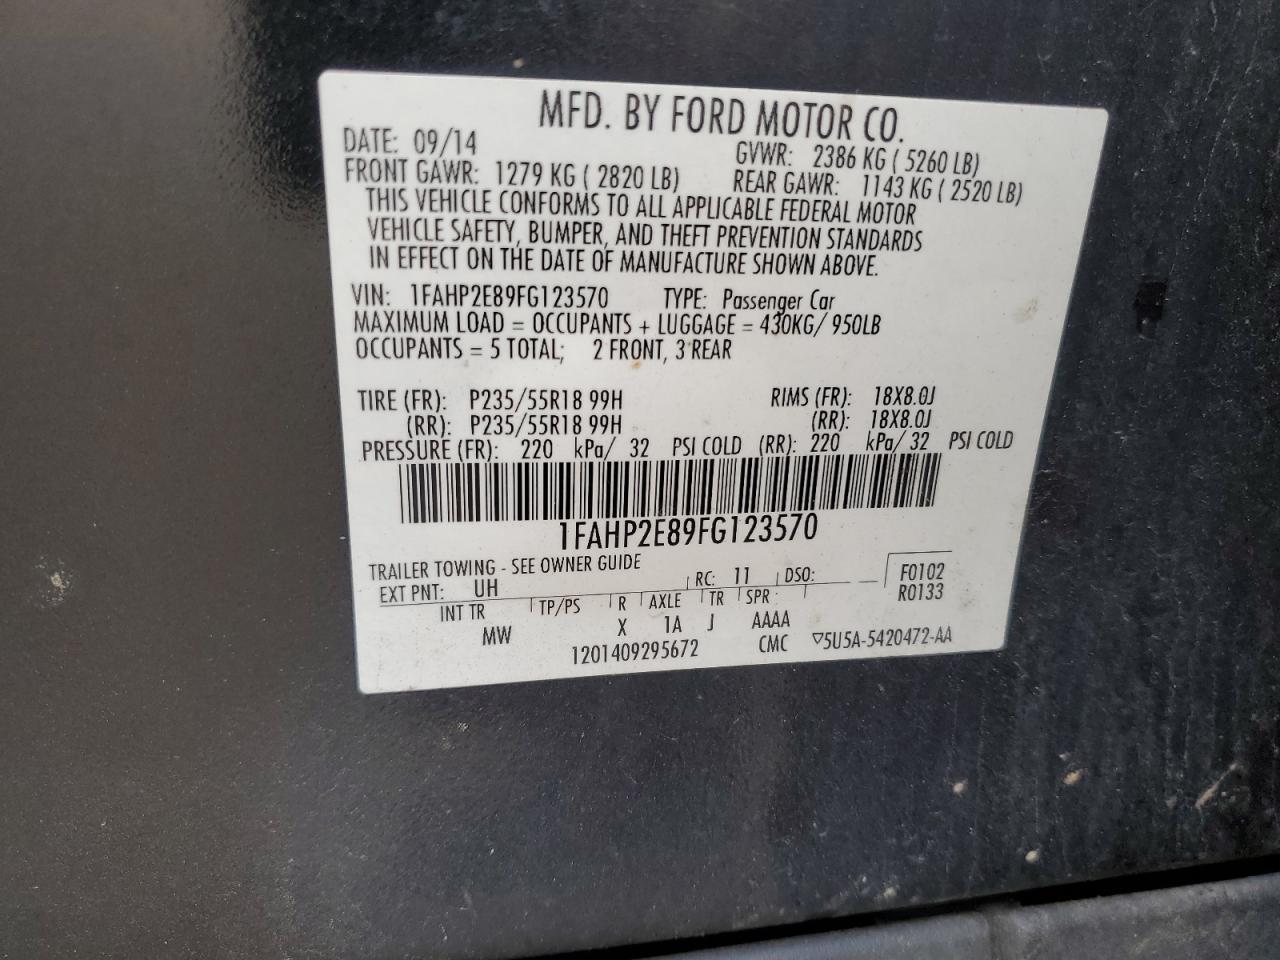 MFD. BY FORD MOTOR CO.
DATE: 09/14 GVWR: 2386 KG ( 5260 LB)
FRONT GAWR: 1279 KG ( 2820 LB) REAR GAWR: 1143 KG ( 2520 LB)
THIS VEHICLE CONFORMS TO ALL APPLICABLE FEDERAL MOTOR
VEHICLE SAFETY, BUMPER, AND THEFT PREVENTION STANDARDS
IN EFFECT ON THE DATE OF MANUFACTURE SHOWN ABOVE.
VIN: 1FAHP2E89FG123570 TYPE: Passenger Car
MAXIMUM LOAD = OCCUPANTS + LUGGAGE = 430KG/ 950LB
OCCUPANTS = 5 TOTAL; 2 FRONT, 3 REAR
TIRE (FR): P235/55R18 99H RIMS (FR): 18X8.0J
(RR): P235/55R18 99H (RR): 18X8.0J
PRESSURE (FR): 220 kPa/ 32 PSI COLD (RR): 220 kPa/ 32 PSI COLD
1FAHP2E89FG123570
TRAILER TOWING - SEE OWNER GUIDE
EXT PNT: UH RC: 11 DSO: F0102
INT TR TP/PS R AXLE TR SPR R0133
MW X 1A J AAAA
1201409295672 CMC ▽5U5A-5420472-AA